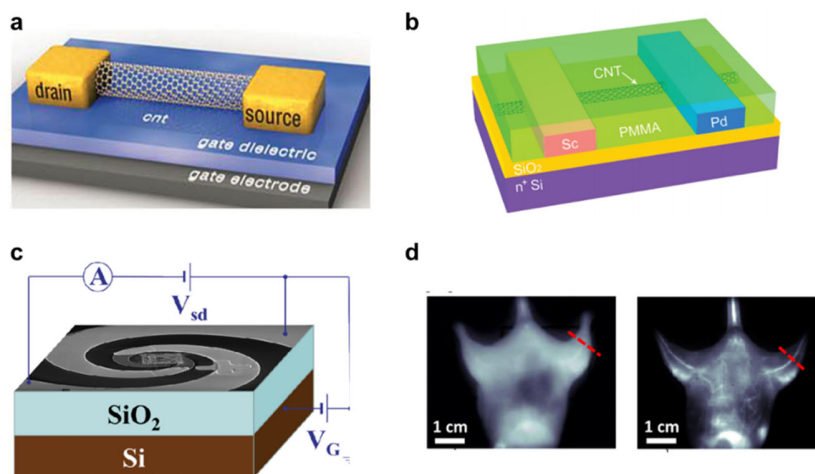 a
drain
source
cnt
gate dielectric
gate electrode
b
CNT
Sc
Pd
PMMA
SiO₂
n⁺ Si
c
A
V_sd
SiO₂
Si
V_G
d
1 cm
1 cm